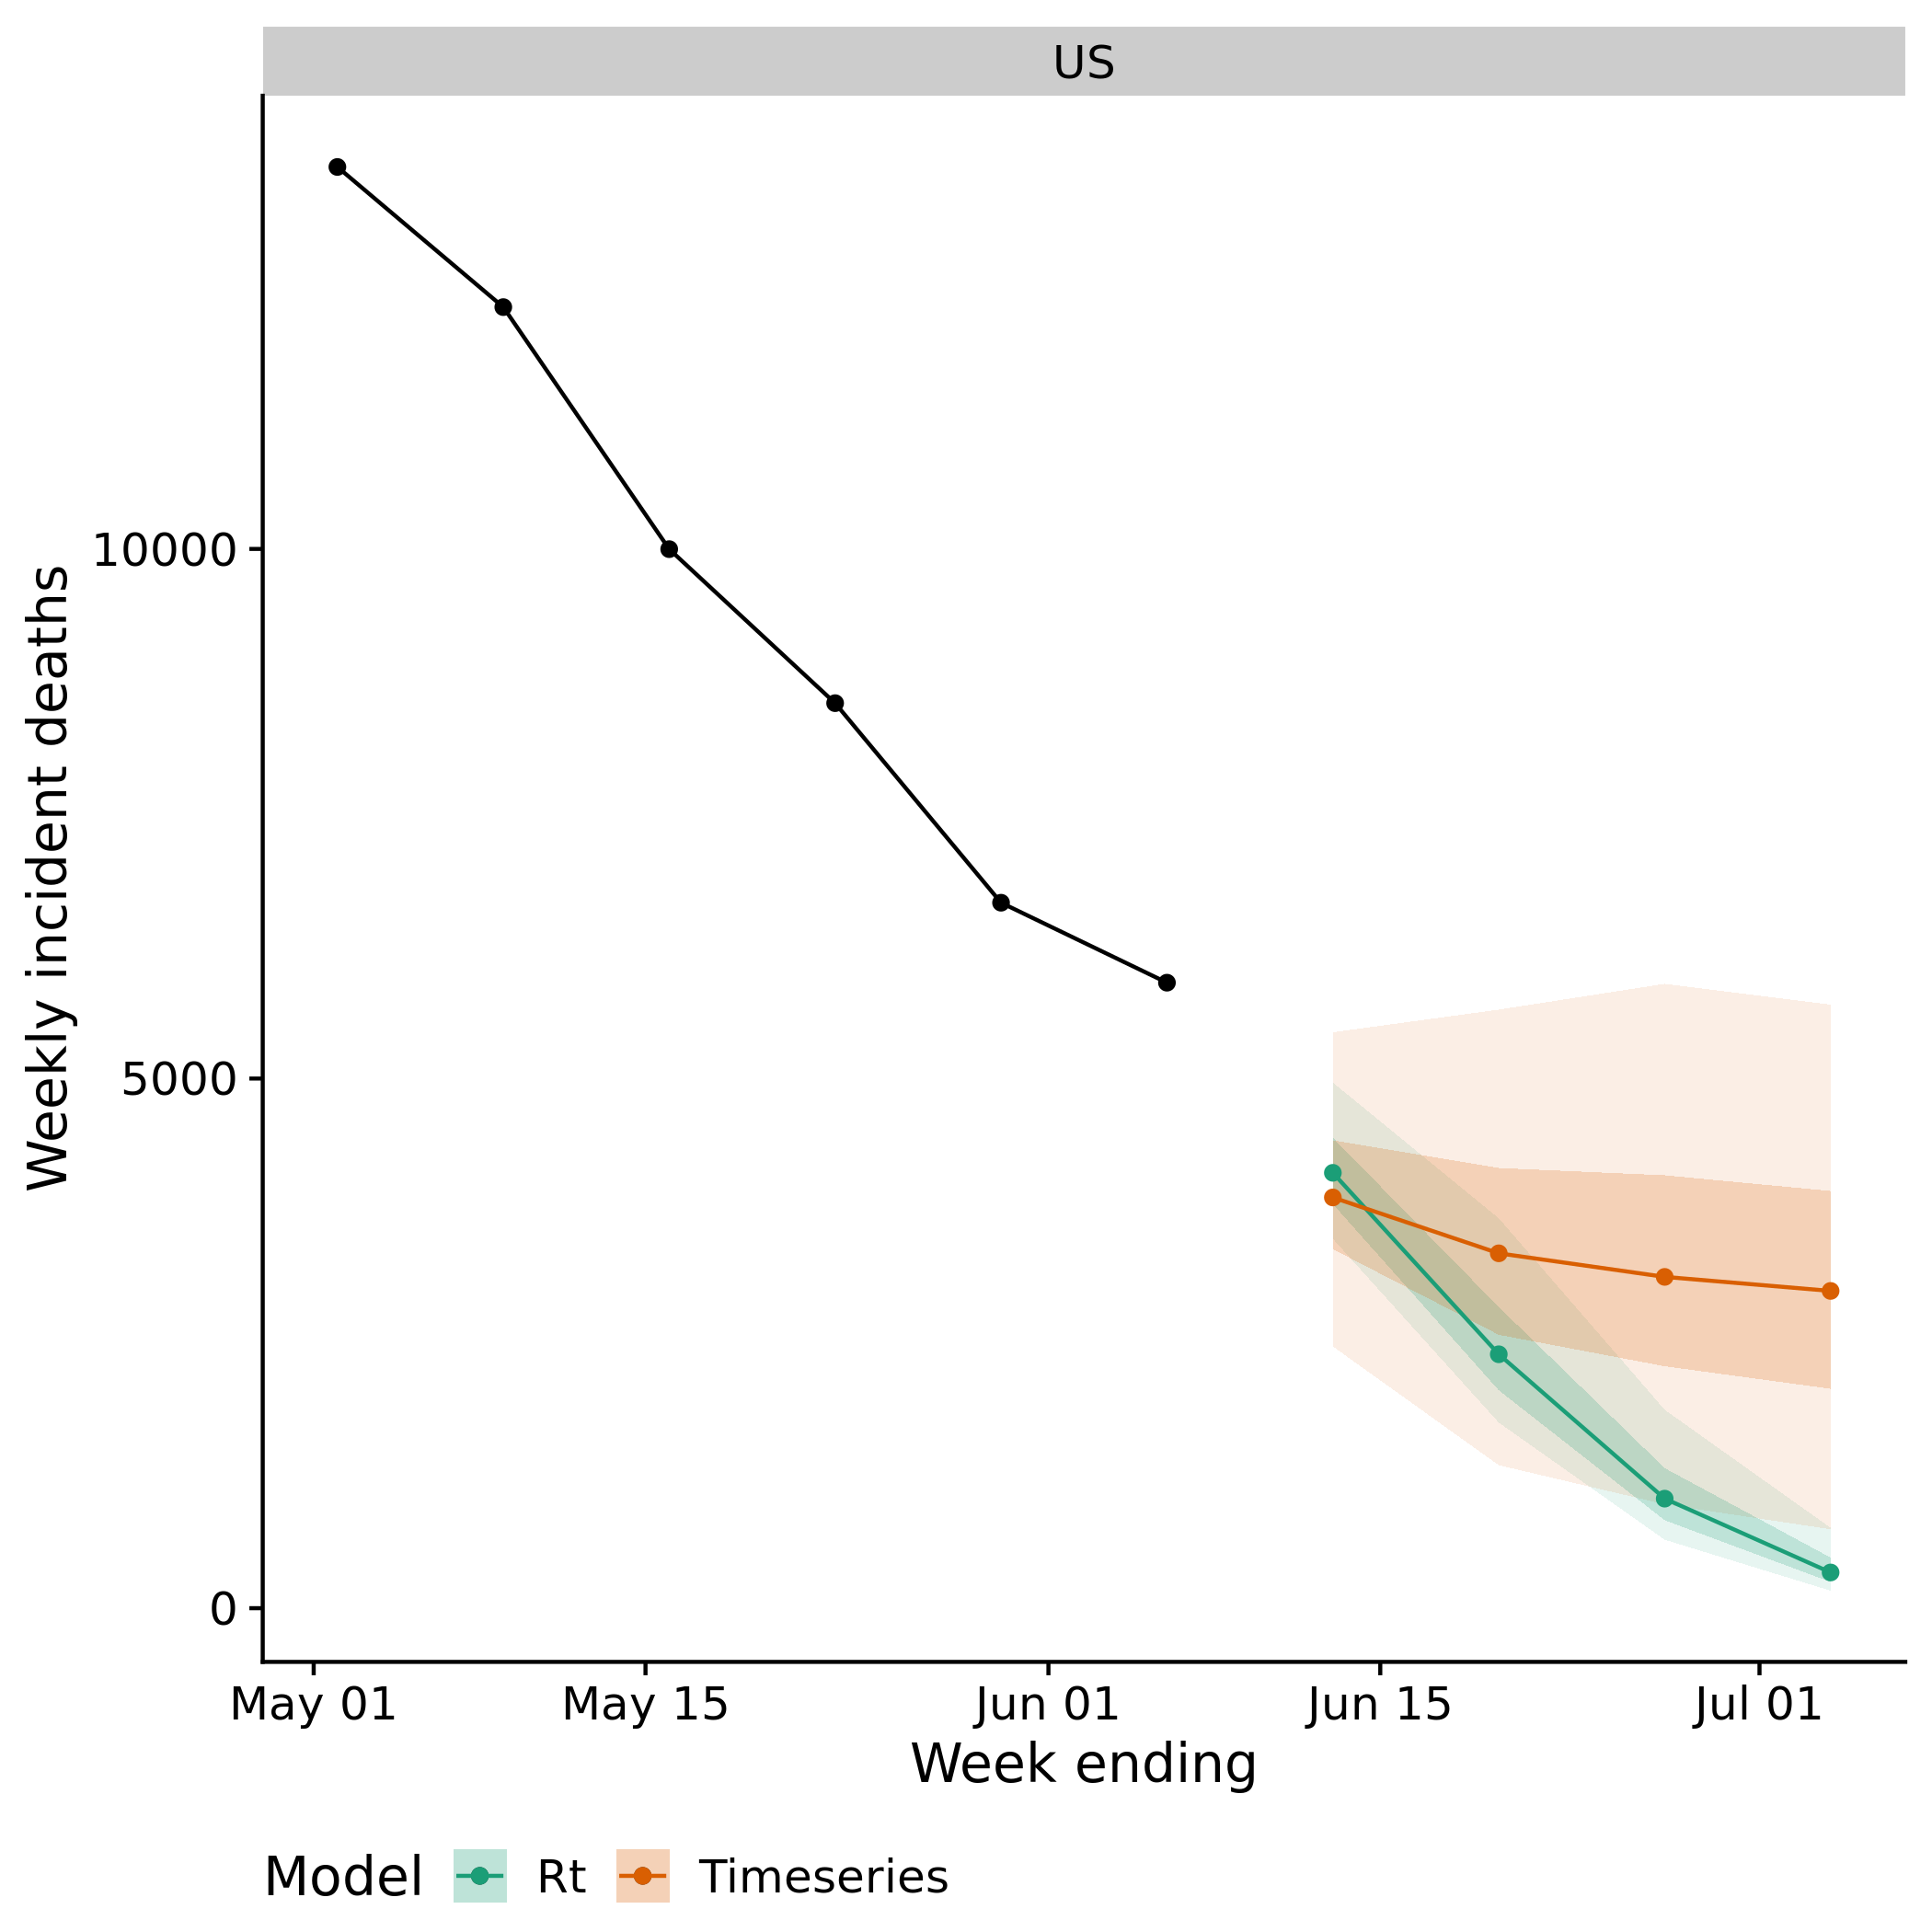 US
Weekly incident deaths
10000
5000
0
May 01 May 15 Jun 01 Jun 15 Jul 01
Week ending
Model Rt Timeseries